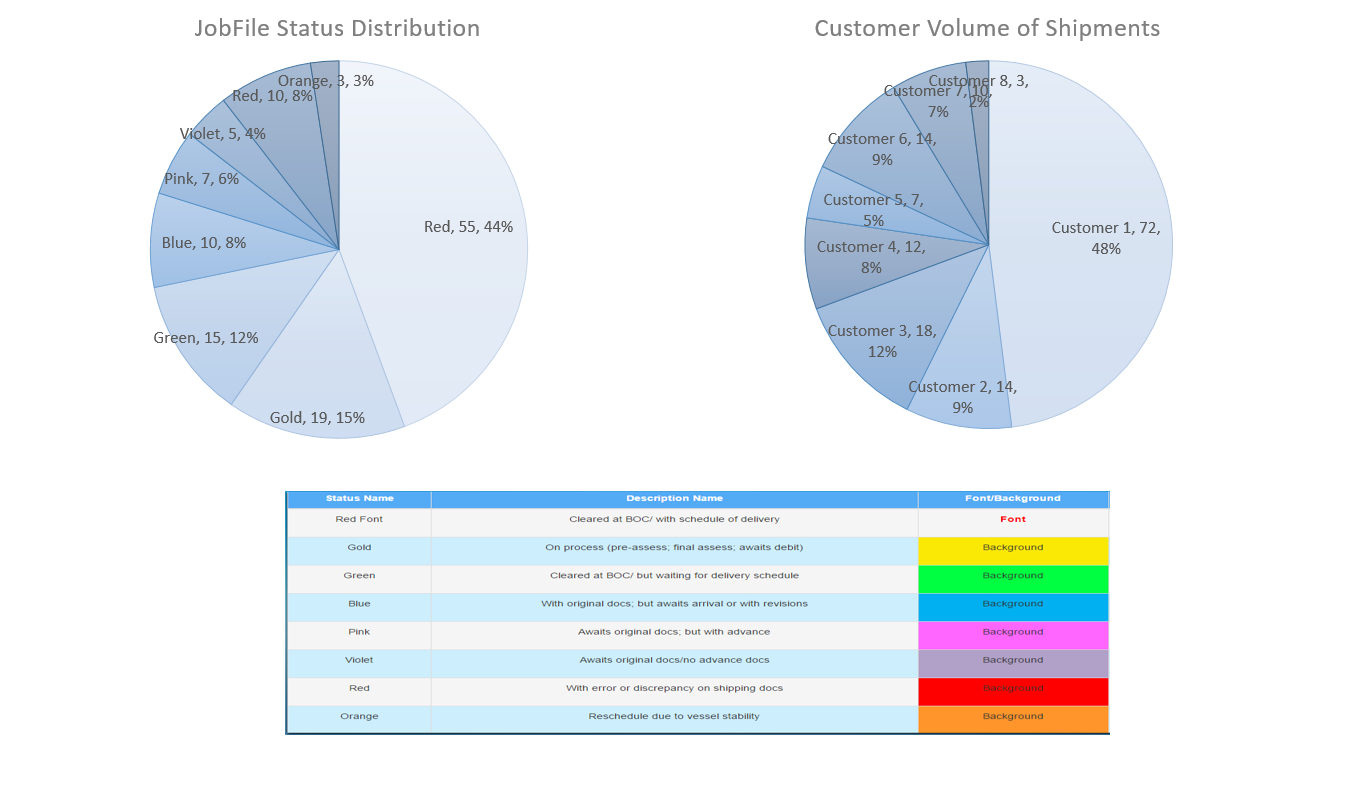 JobFile Status Distribution
Orange, 3, 3%
Red, 10, 8%
Violet, 5, 4%
Pink, 7, 6%
Red, 55, 44%
Blue, 10, 8%
Green, 15, 12%
Gold, 19, 15%
Customer Volume of Shipments
Customer 8, 3,
2%
Customer 7, 10,
7%
Customer 6, 14,
9%
Customer 5, 7,
5%
Customer 1, 72,
48%
Customer 4, 12,
8%
Customer 3, 18,
12%
Customer 2, 14,
9%
Status Name Description Name Font/Background
Red Font Cleared at BOC/ with schedule of delivery Font
Gold On process (pre-assess; final assess; awaits debit) Background
Green Cleared at BOC/ but waiting for delivery schedule Background
Blue With original docs; but awaits arrival or with revisions Background
Pink Awaits original docs; but with advance Background
Violet Awaits original docs/no advance docs Background
Red With error or discrepancy on shipping docs Background
Orange Reschedule due to vessel stability Background